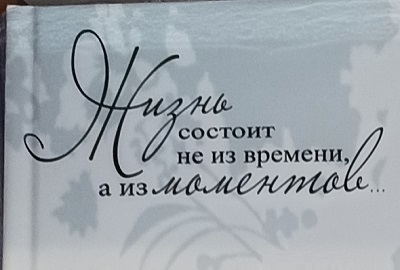 Жизнь
состоит
не из времени,
а из моментов...